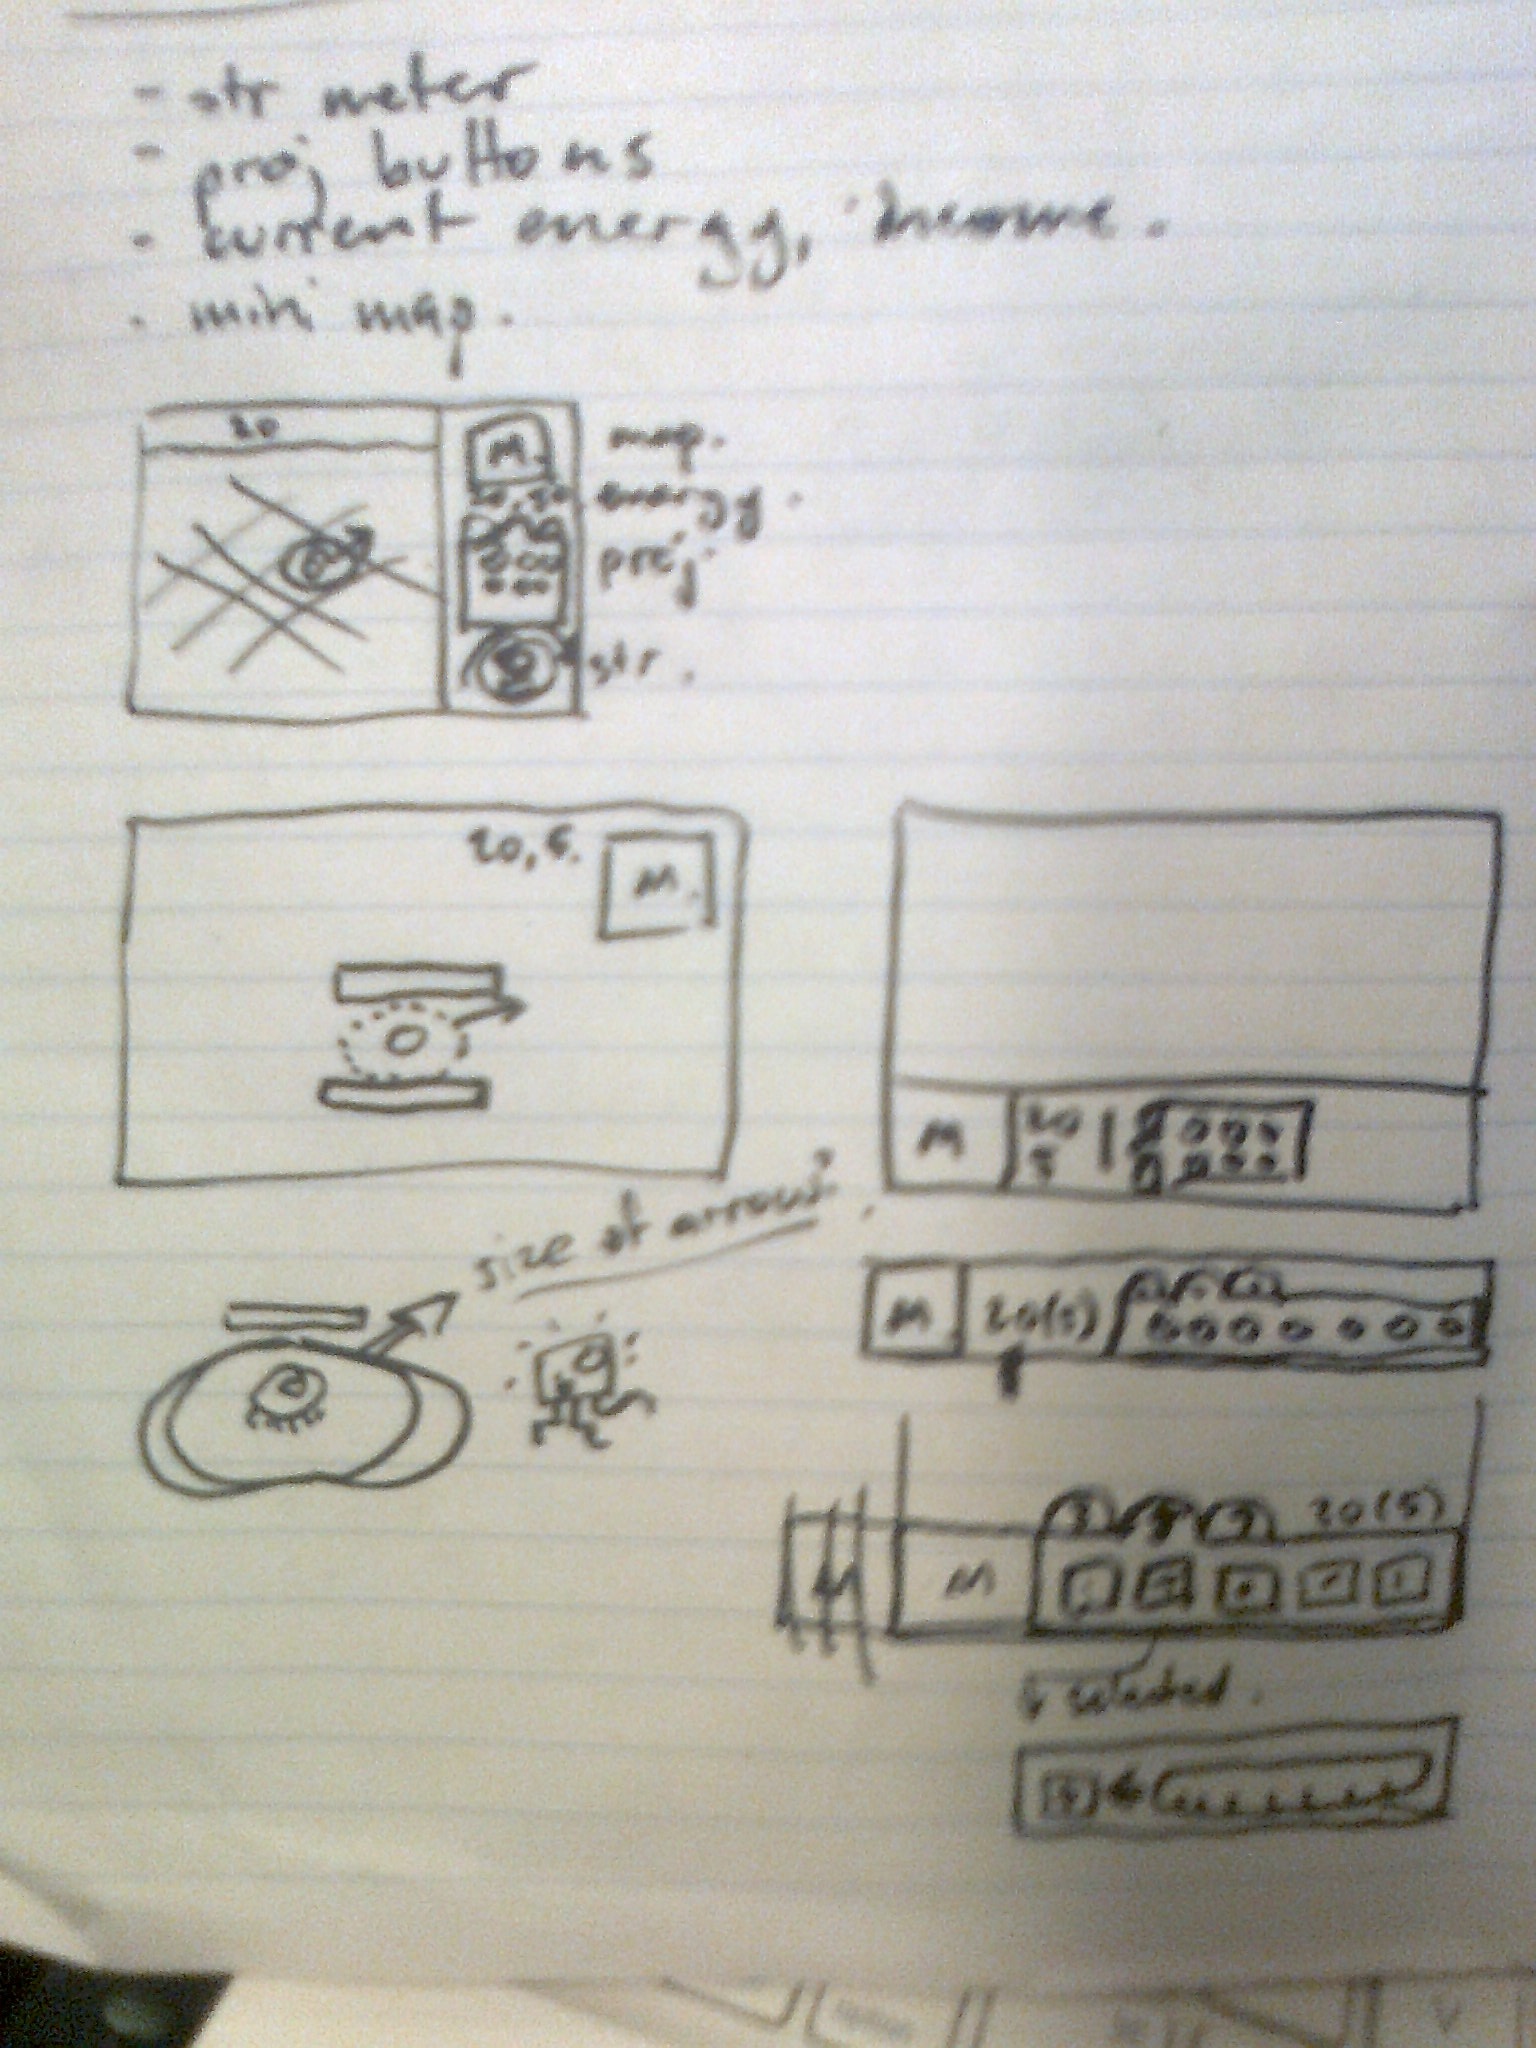 - str meter
- proj buttons
- current energy, income.
- mini map.
20
M.
map.
energy.
proj
str.
20, 5.
M.
M
20
5
size of arrow?
M
20(5)
20(5)
M
M
selected.